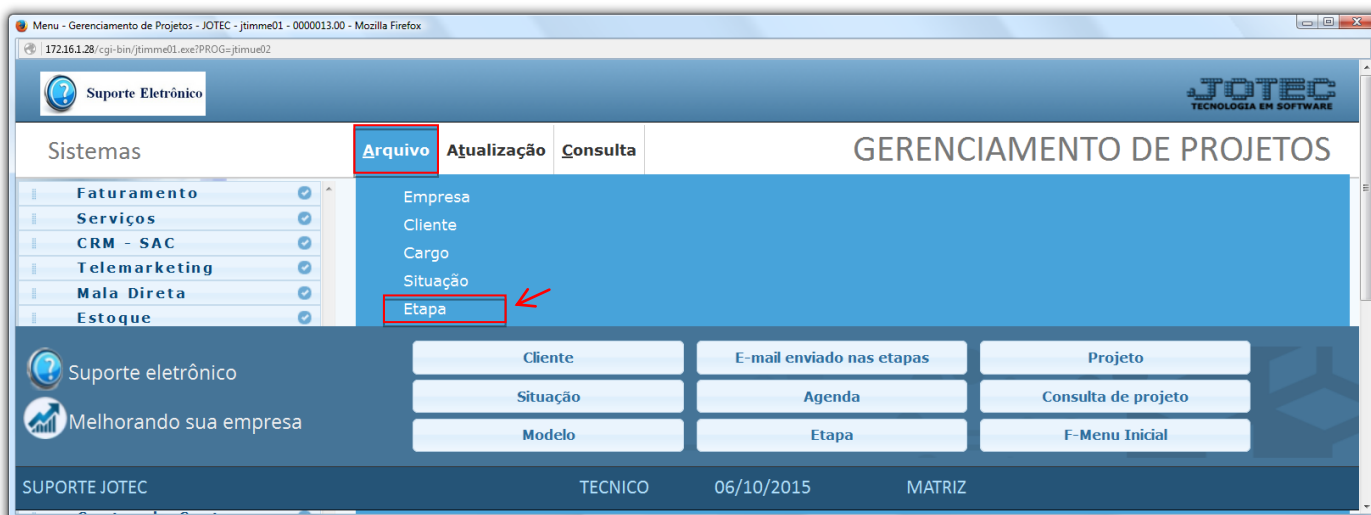 Menu - Gerenciamento de Projetos - JOTEC - jtimme01 - 0000013.00 - Mozilla Firefox
172.16.1.28/cgi-bin/jtimme01.exe?PROG=jtimue02
Suporte Eletrônico
JOTEC
TECNOLOGIA EM SOFTWARE
Sistemas
Arquivo Atualização Consulta
GERENCIAMENTO DE PROJETOS
Faturamento
Serviços
CRM - SAC
Telemarketing
Mala Direta
Estoque
Empresa
Cliente
Cargo
Situação
Etapa
Suporte eletrônico
Melhorando sua empresa
Cliente E-mail enviado nas etapas Projeto
Situação Agenda Consulta de projeto
Modelo Etapa F-Menu Inicial
SUPORTE JOTEC TECNICO 06/10/2015 MATRIZ